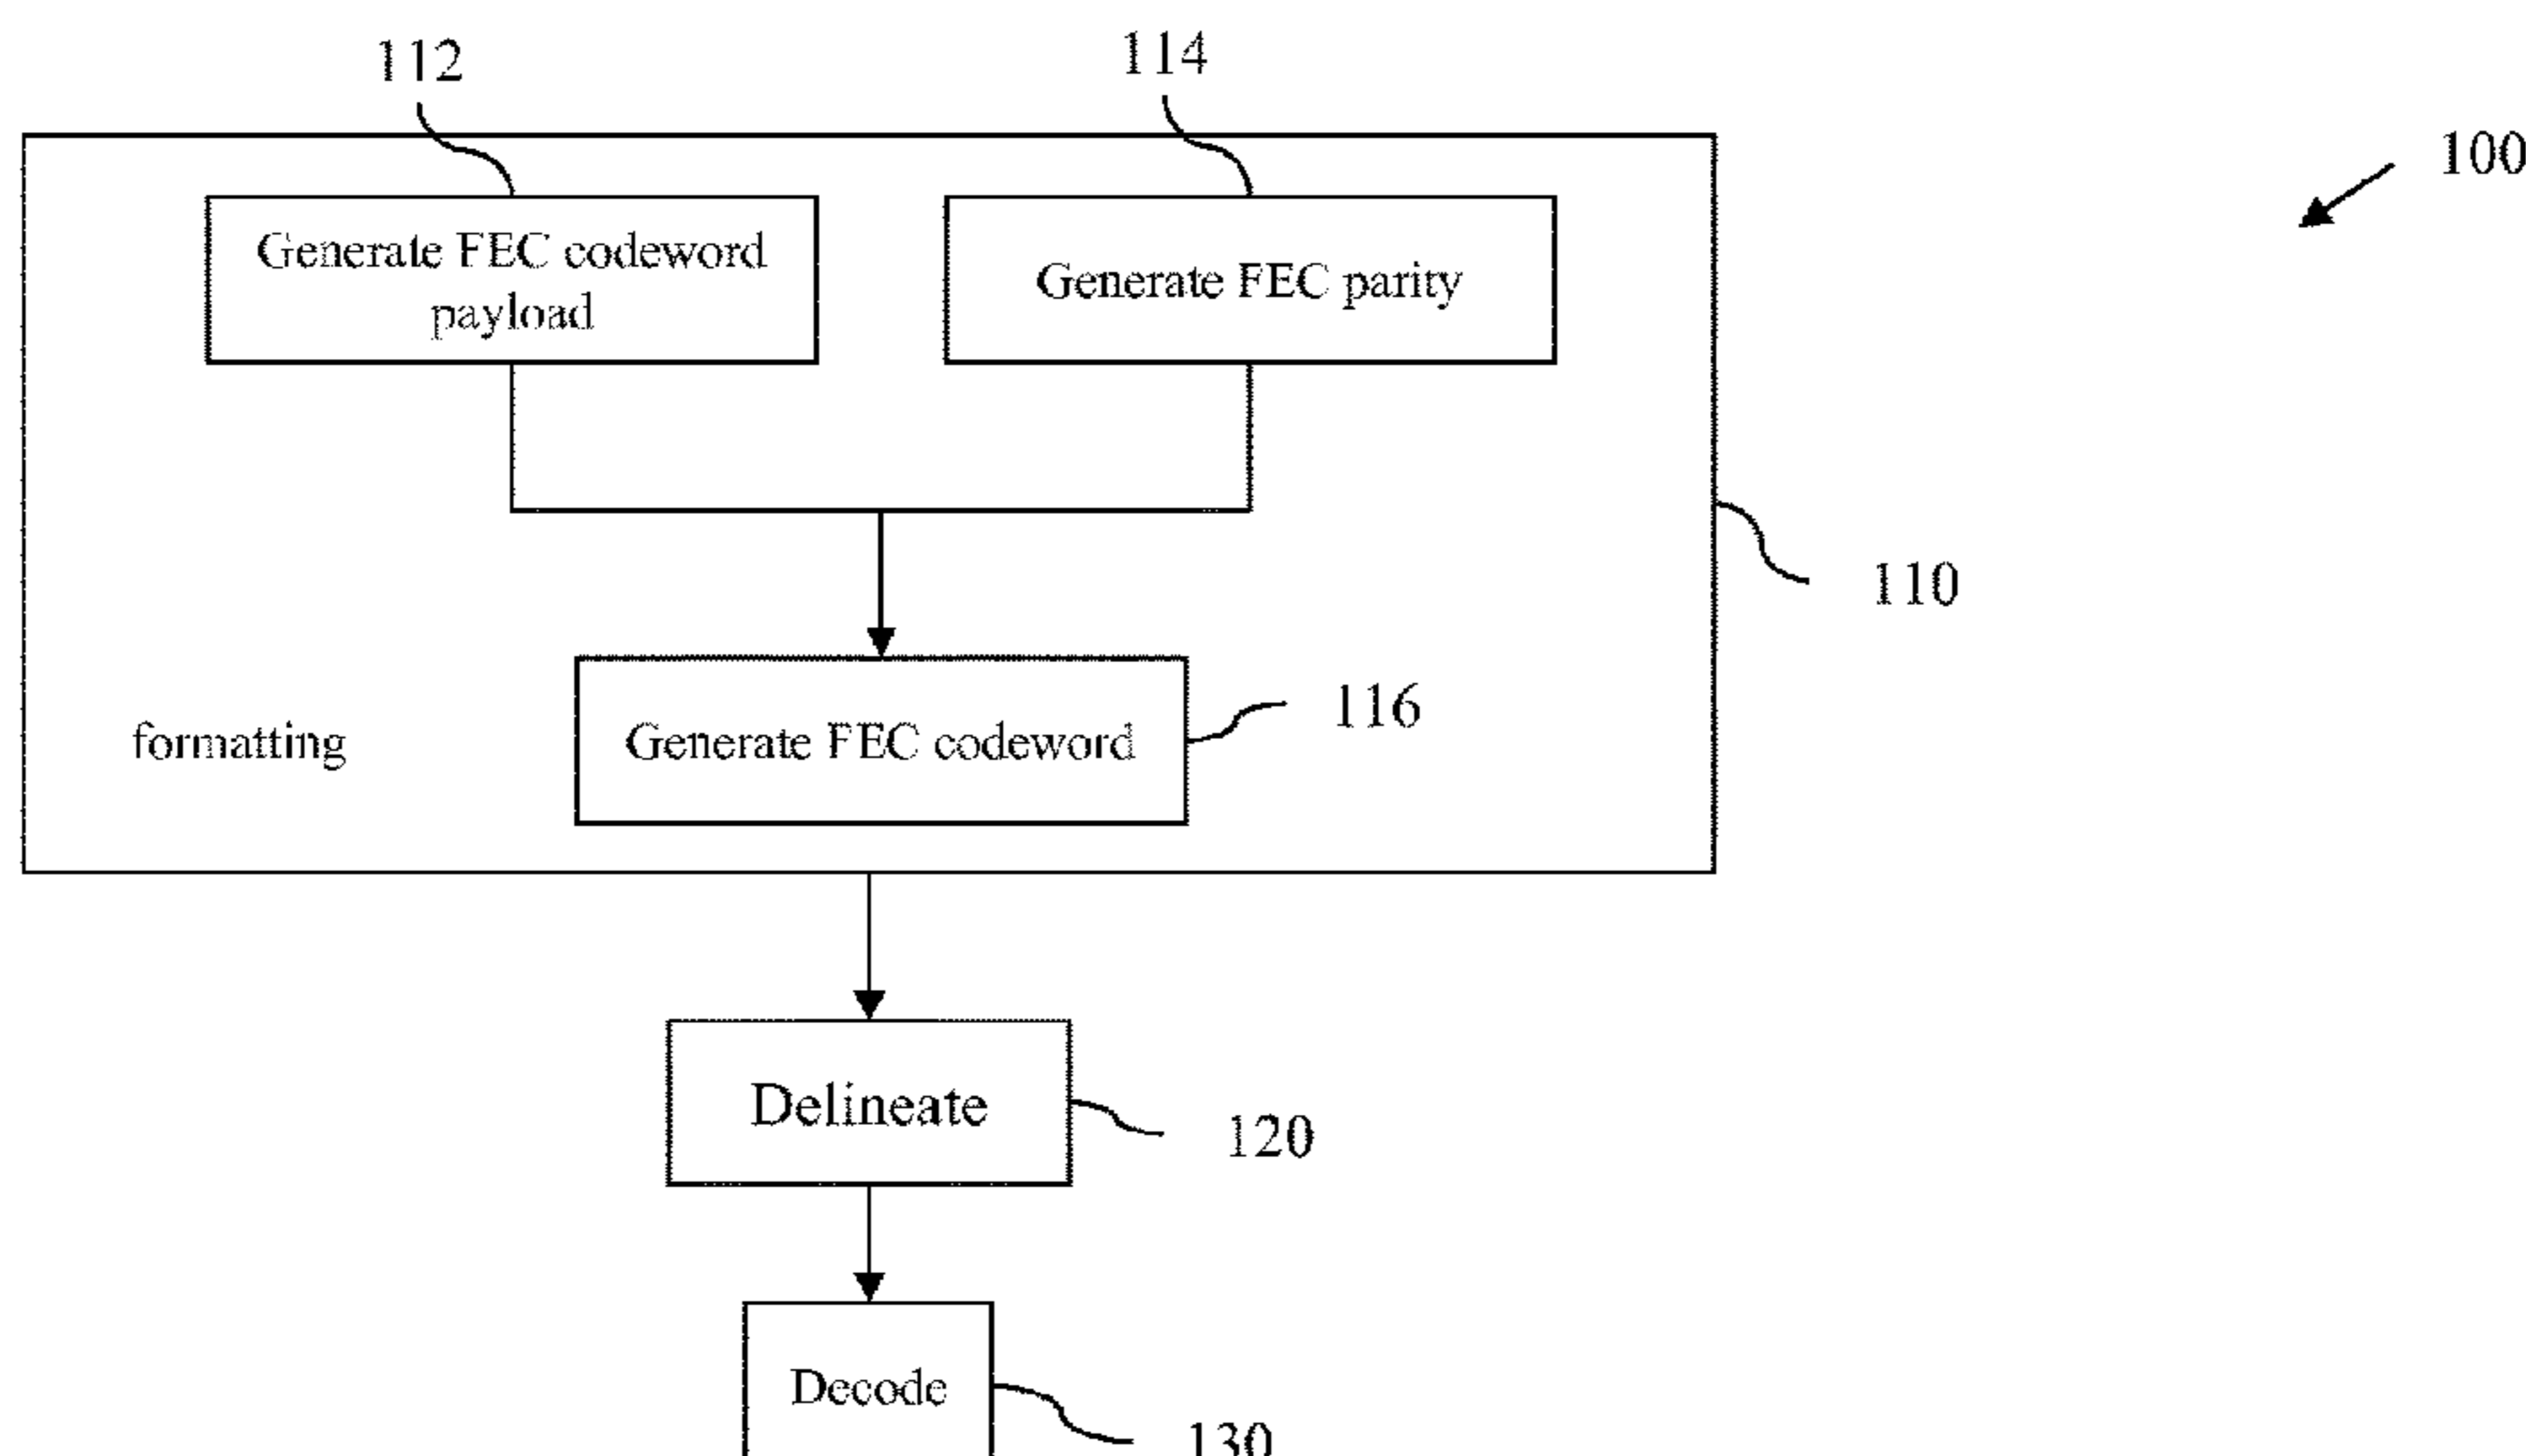 112
114
100
Generate FEC codeword
payload
Generate FEC parity
110
116
formatting
Generate FEC codeword
Delineate
120
Decode
130